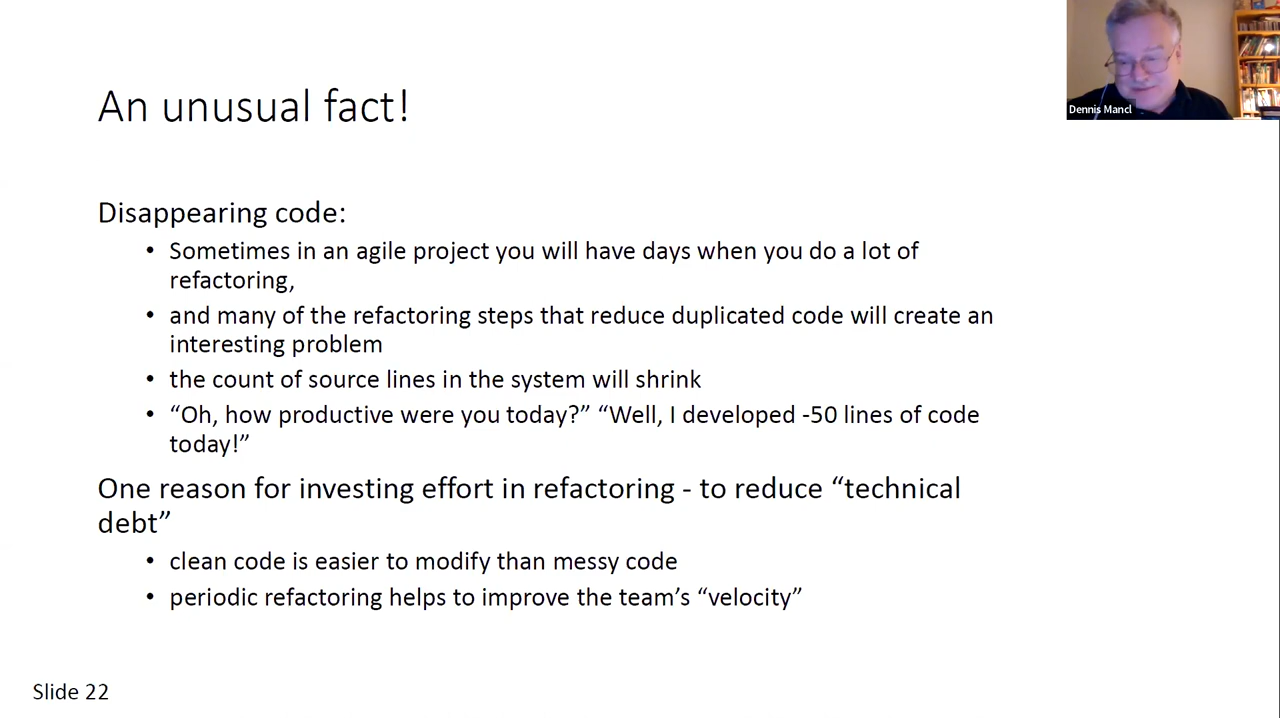 An unusual fact!
Dennis Mancl
Disappearing code:
• Sometimes in an agile project you will have days when you do a lot of
refactoring,
• and many of the refactoring steps that reduce duplicated code will create an
interesting problem
• the count of source lines in the system will shrink
• “Oh, how productive were you today?” “Well, I developed -50 lines of code
today!”
One reason for investing effort in refactoring - to reduce “technical
debt”
• clean code is easier to modify than messy code
• periodic refactoring helps to improve the team’s “velocity”
Slide 22